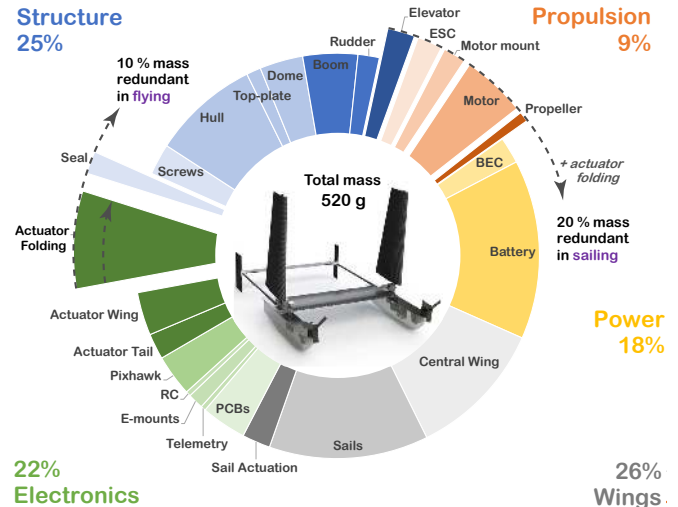 Structure
25%
10 % mass
redundant
in flying
Propulsion
9%
Elevator
ESC
Motor mount
Rudder
Boom
Dome
Top-plate
Hull
Motor
Propeller
Seal
Screws
BEC
+ actuator
folding
Total mass
520 g
20 % mass
redundant
in sailing
Actuator
Folding
Battery
Actuator Wing
Power
18%
Actuator Tail
Central Wing
Pixhawk
RC
E-mounts
PCBs
Telemetry
Sails
Sail Actuation
22%
Electronics
26%
Wings